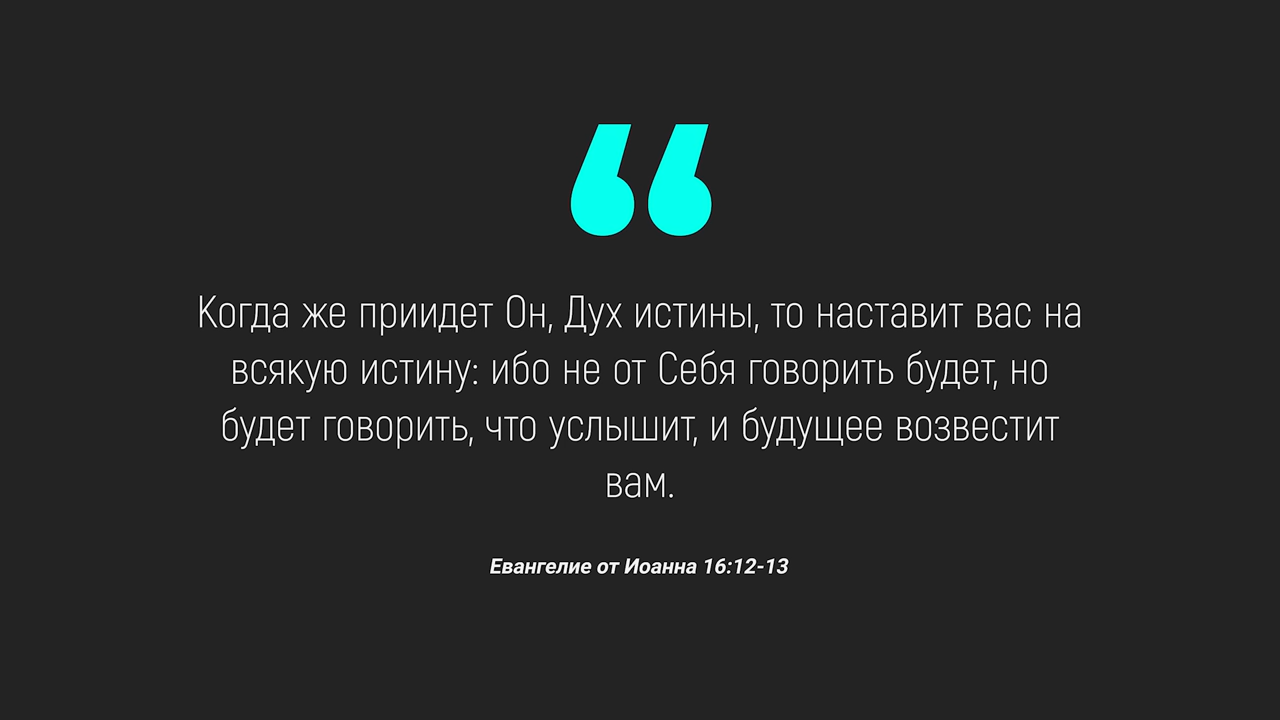 “
Когда же приидет Он, Дух истины, то наставит вас на
всякую истину: ибо не от Себя говорить будет, но
будет говорить, что услышит, и будущее возвестит
вам.
Евангелие от Иоанна 16:12-13